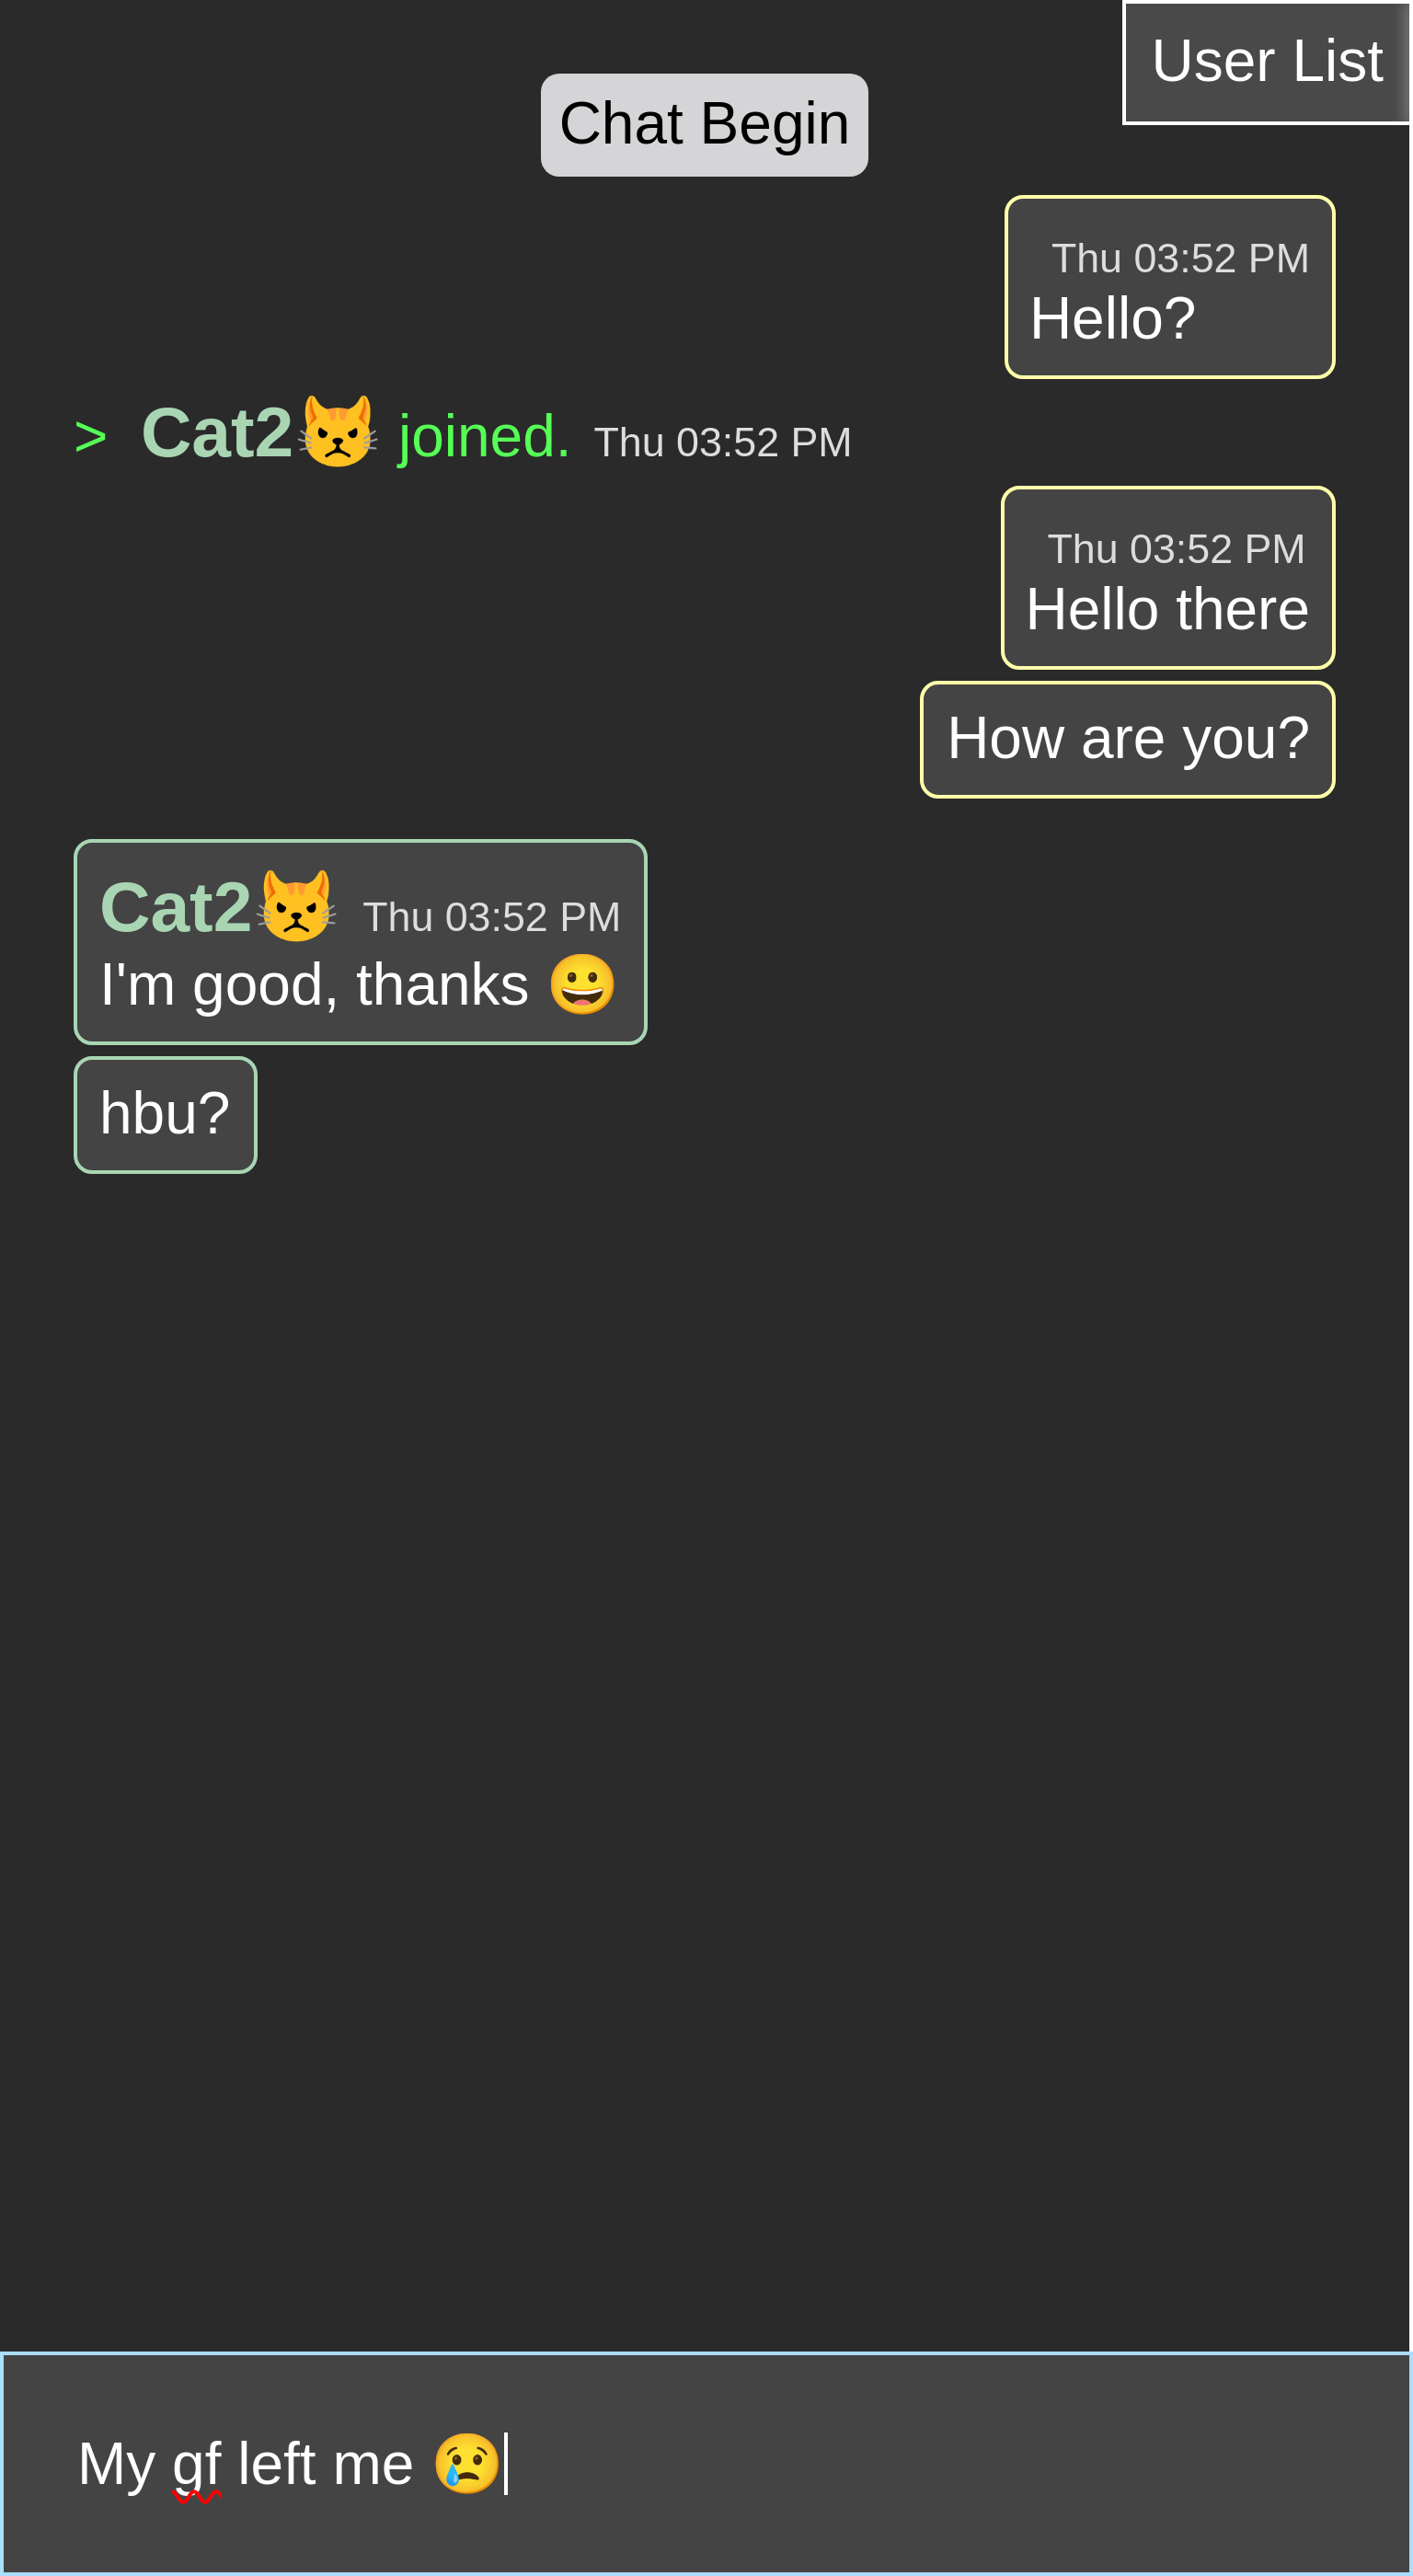 User List
Chat Begin
Thu 03:52 PM
Hello?
> Cat2😾 joined. Thu 03:52 PM
Thu 03:52 PM
Hello there
How are you?
Cat2😾 Thu 03:52 PM
I'm good, thanks 😀
hbu?
My gf left me 😢